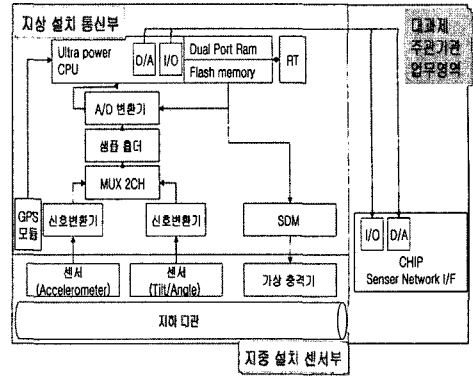 지상 설치 통신부
대과제
주관기관
업무영역
Ultra power
CPU
D/A
I/O
Dual Port Ram
Flash memory
RT
A/D 변환기
샘플 홀더
MUX 2CH
GPS
모듈
신호변환기
신호변환기
SDM
I/O
D/A
CHIP
Senser Network I/F
센서
(Accelerometer)
센서
(Tilt/Angle)
가상 충격기
지하 다관
지중 설치 센서부